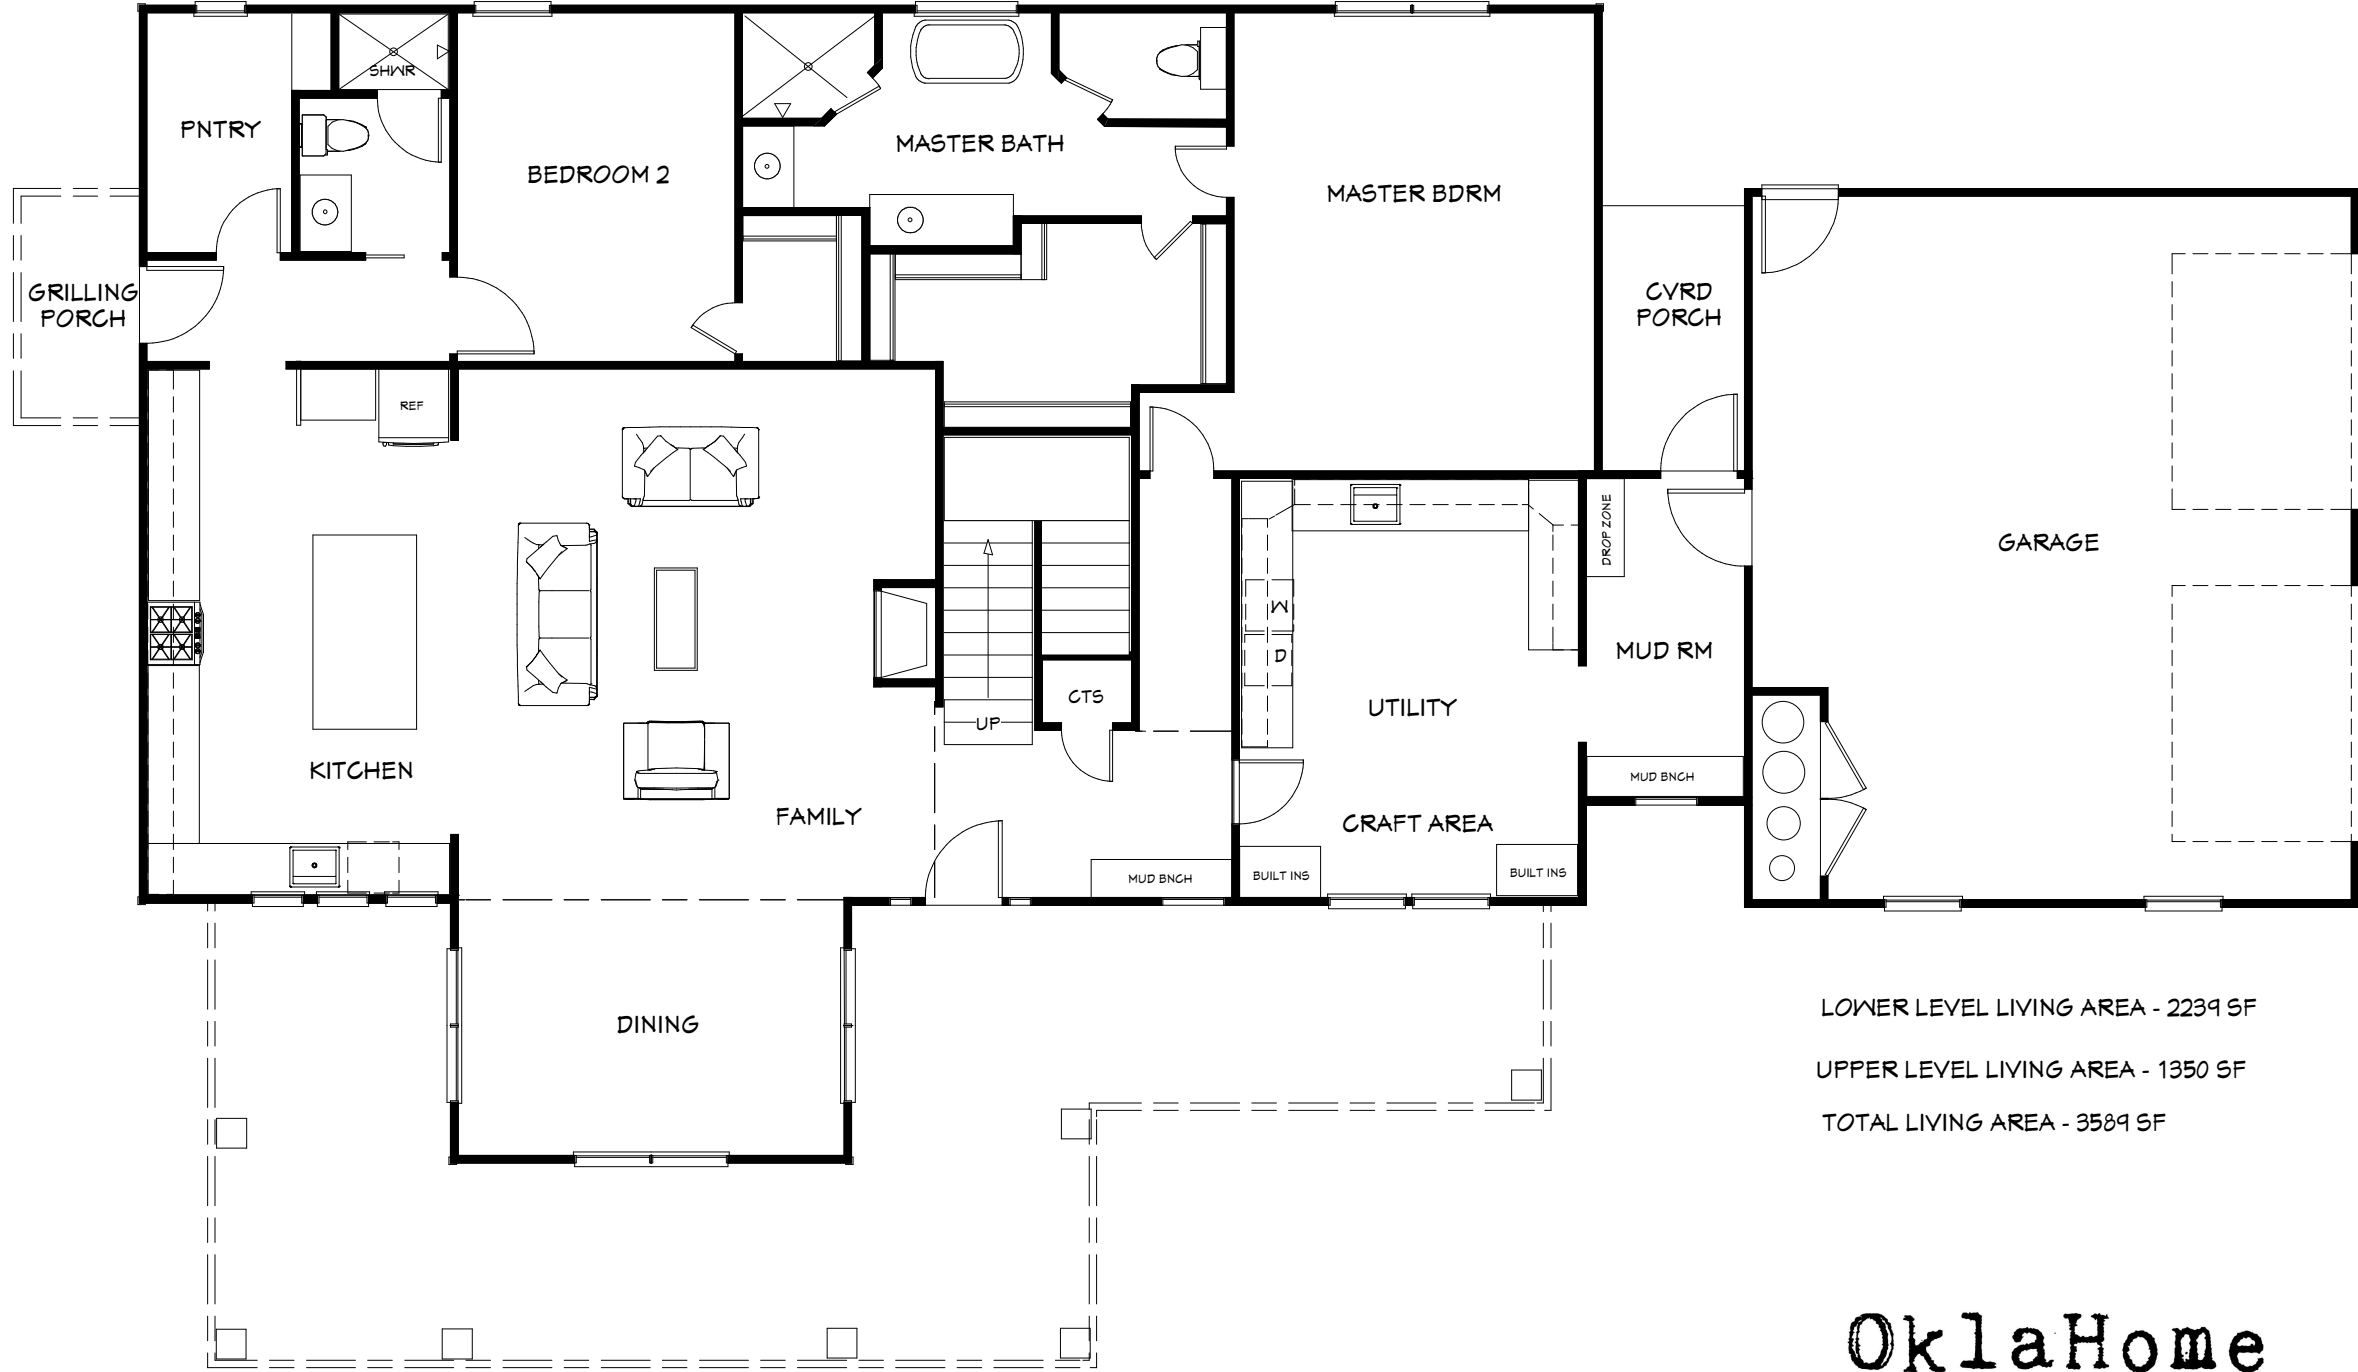 SHWR
PNTRY
MASTER BATH
BEDROOM 2
MASTER BDRM
GRILLING
PORCH
CVRD
PORCH
REF
DROP ZONE
GARAGE
W
D
MUD RM
CTS
UTILITY
UP
KITCHEN
MUD BNCH
FAMILY
CRAFT AREA
MUD BNCH
BUILT INS
BUILT INS
DINING
LOWER LEVEL LIVING AREA - 2239 SF
UPPER LEVEL LIVING AREA - 1350 SF
TOTAL LIVING AREA - 3589 SF
OklaHome